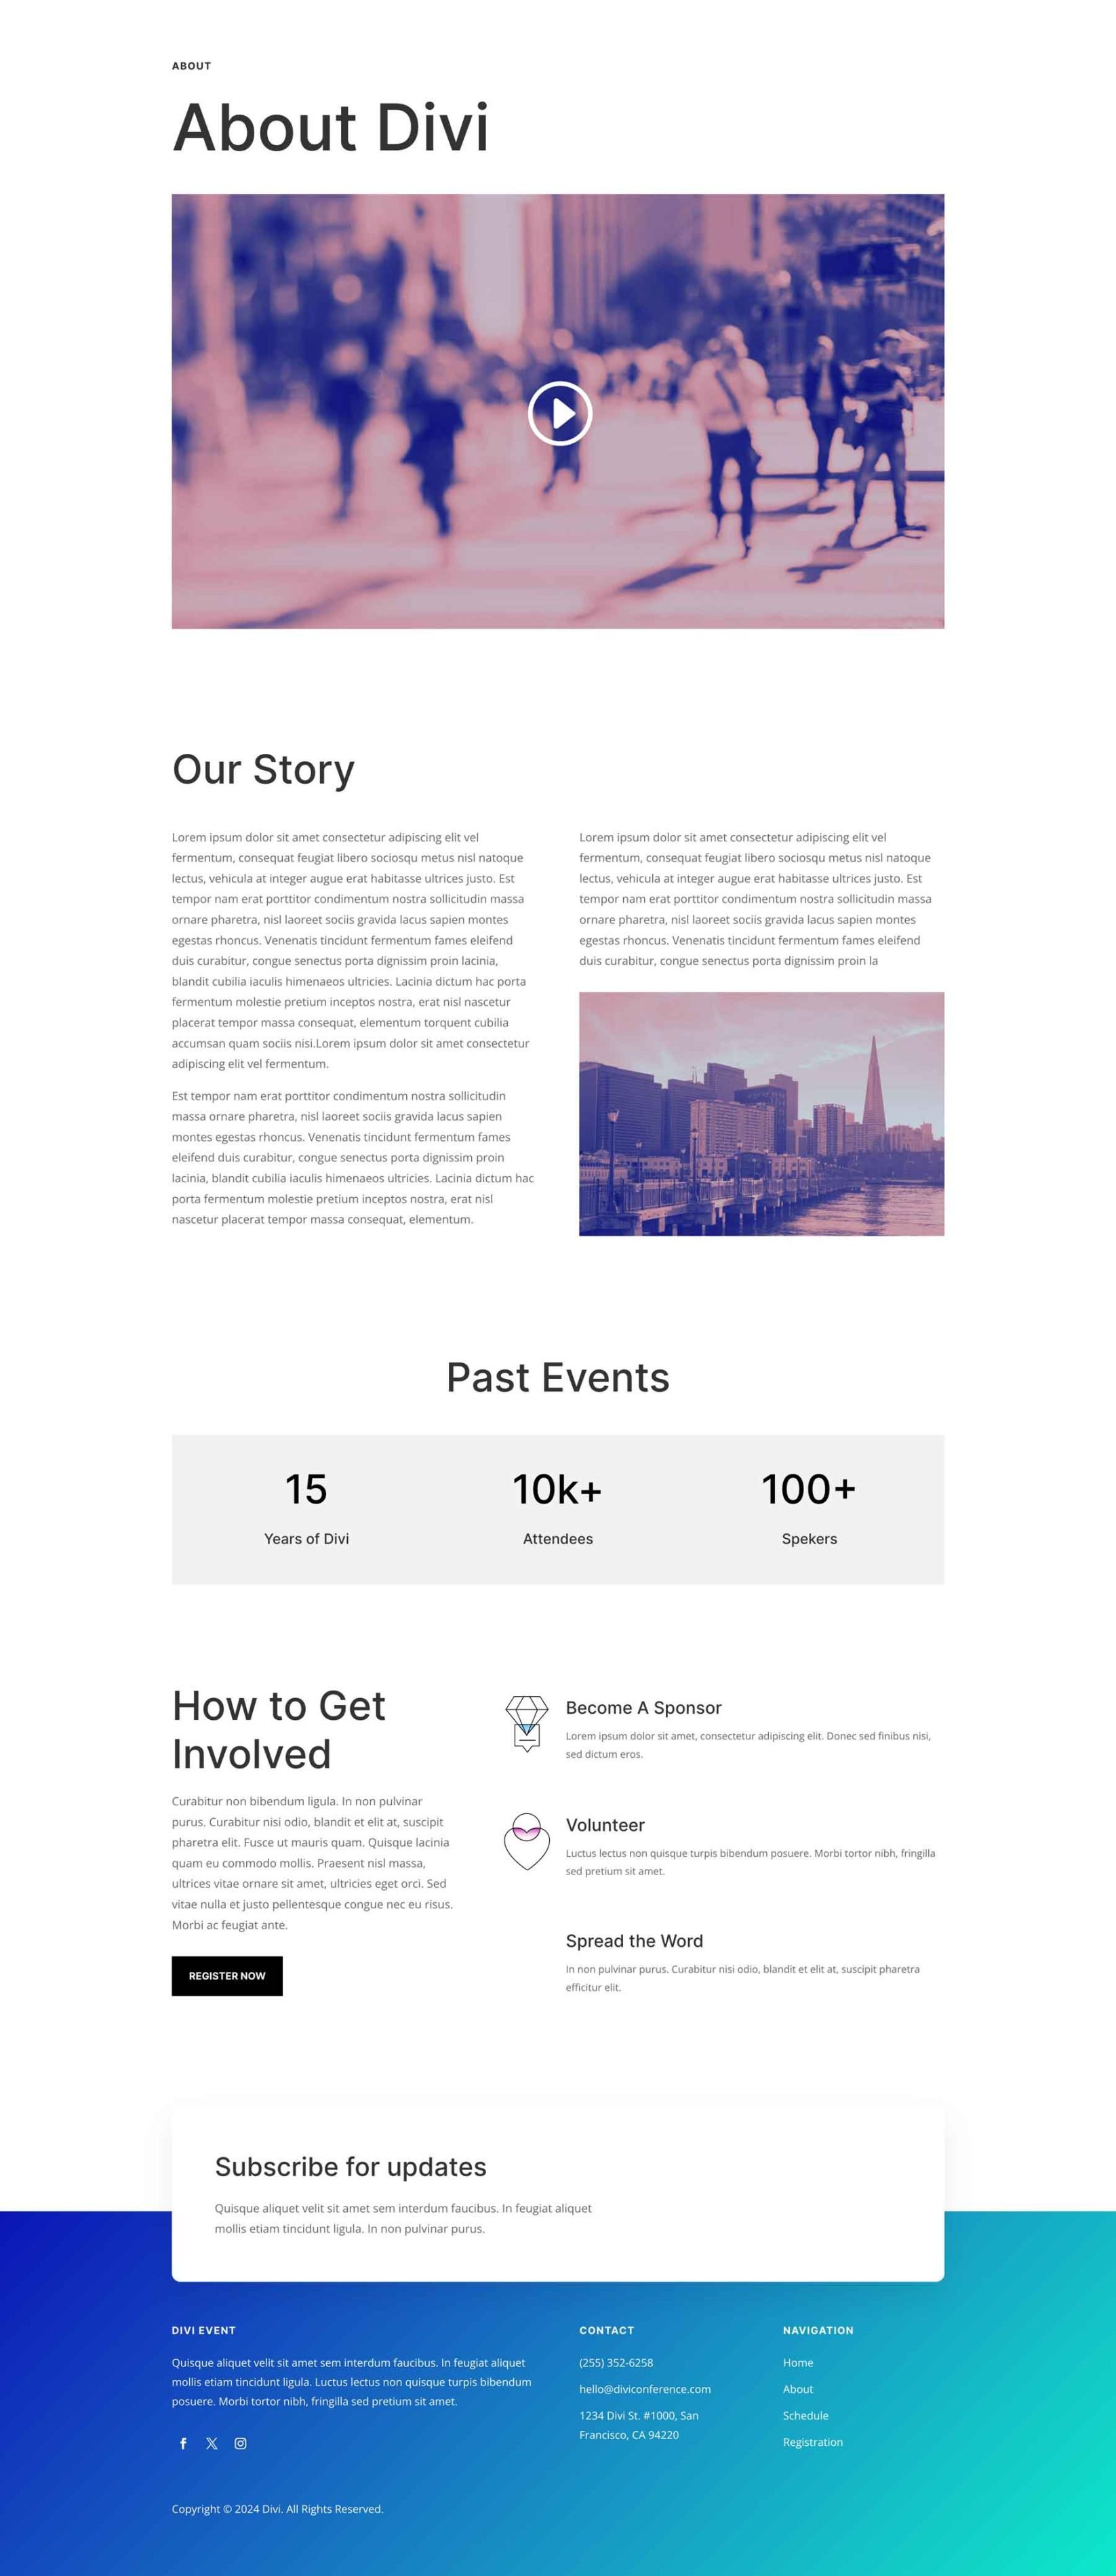 ABOUT
About Divi
Our Story
Lorem ipsum dolor sit amet consectetur adipiscing elit vel
fermentum, consequat feugiat libero sociosqu metus nisl natoque
lectus, vehicula at integer augue erat habitasse ultrices justo. Est
tempor nam erat porttitor condimentum nostra sollicitudin massa
ornare pharetra, nisl laoreet sociis gravida lacus sapien montes
egestas rhoncus. Venenatis tincidunt fermentum fames eleifend
duis curabitur, congue senectus porta dignissim proin lacinia,
blandit cubilia iaculis himenaeos ultricies. Lacinia dictum hac porta
fermentum molestie pretium inceptos nostra, erat nisl nascetur
placerat tempor massa consequat, elementum torquent cubilia
accumsan quam sociis nisi.Lorem ipsum dolor sit amet consectetur
adipiscing elit vel fermentum.
Est tempor nam erat porttitor condimentum nostra sollicitudin
massa ornare pharetra, nisl laoreet sociis gravida lacus sapien
montes egestas rhoncus. Venenatis tincidunt fermentum fames
eleifend duis curabitur, congue senectus porta dignissim proin
lacinia, blandit cubilia iaculis himenaeos ultricies. Lacinia dictum hac
porta fermentum molestie pretium inceptos nostra, erat nisl
nascetur placerat tempor massa consequat, elementum.
Lorem ipsum dolor sit amet consectetur adipiscing elit vel
fermentum, consequat feugiat libero sociosqu metus nisl natoque
lectus, vehicula at integer augue erat habitasse ultrices justo. Est
tempor nam erat porttitor condimentum nostra sollicitudin massa
ornare pharetra, nisl laoreet sociis gravida lacus sapien montes
egestas rhoncus. Venenatis tincidunt fermentum fames eleifend
duis curabitur, congue senectus porta dignissim proin la
Past Events
15
Years of Divi
10k+
Attendees
100+
Spekers
How to Get
Involved
Curabitur non bibendum ligula. In non pulvinar
purus. Curabitur nisi odio, blandit et elit at, suscipit
pharetra elit. Fusce ut mauris quam. Quisque lacinia
quam eu commodo mollis. Praesent nisl massa,
ultrices vitae ornare sit amet, ultricies eget orci. Sed
vitae nulla et justo pellentesque congue nec eu risus.
Morbi ac feugiat ante.
REGISTER NOW
Become A Sponsor
Lorem ipsum dolor sit amet, consectetur adipiscing elit. Donec sed finibus nisi,
sed dictum eros.
Volunteer
Luctus lectus non quisque turpis bibendum posuere. Morbi tortor nibh, fringilla
sed pretium sit amet.
Spread the Word
In non pulvinar purus. Curabitur nisi odio, blandit et elit at, suscipit pharetra
efficitur elit.
Subscribe for updates
Quisque aliquet velit sit amet sem interdum faucibus. In feugiat aliquet
mollis etiam tincidunt ligula. In non pulvinar purus.
DIVI EVENT
Quisque aliquet velit sit amet sem interdum faucibus. In feugiat aliquet
mollis etiam tincidunt ligula. Luctus lectus non quisque turpis bibendum
posuere. Morbi tortor nibh, fringilla sed pretium sit amet.
CONTACT
(255) 352-6258
hello@diviconference.com
1234 Divi St. #1000, San
Francisco, CA 94220
NAVIGATION
Home
About
Schedule
Registration
Copyright © 2024 Divi. All Rights Reserved.